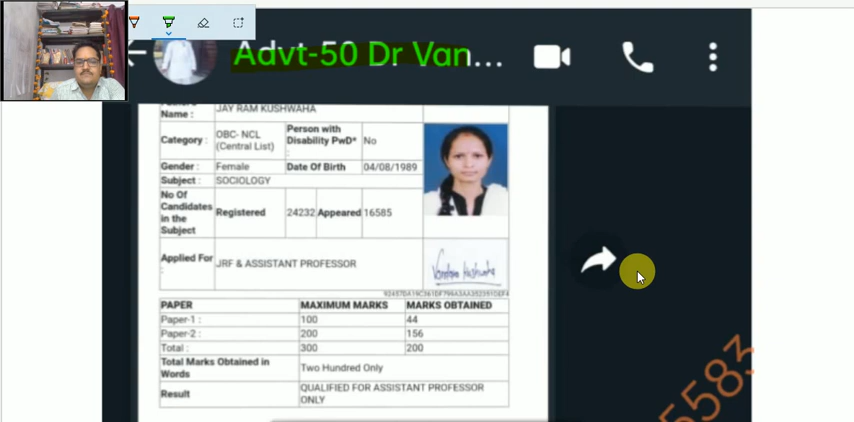 Advt-50 Dr Van...
Name : JAY RAM KUSHWAHA
Category : OBC- NCL (Central List) Person with Disability PwD* : No
Gender : Female Date Of Birth 04/08/1989
Subject : SOCIOLOGY
No Of Candidates in the Subject Registered 24232 Appeared 16585
Applied For : JRF & ASSISTANT PROFESSOR
PAPER MAXIMUM MARKS MARKS OBTAINED
Paper-1 : 100 44
Paper-2 : 200 156
Total : 300 200
Total Marks Obtained in Words Two Hundred Only
Result QUALIFIED FOR ASSISTANT PROFESSOR ONLY
5583